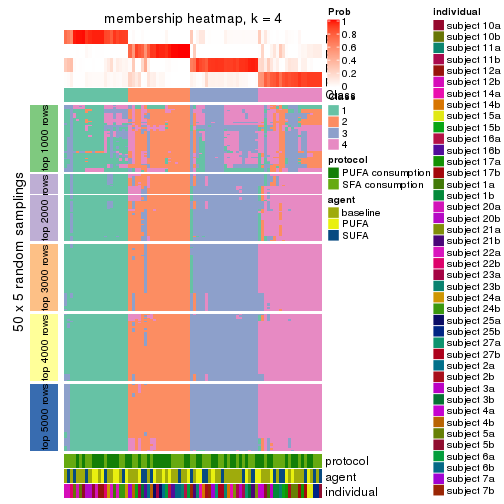 membership heatmap, k = 4
50 x 5 random samplings
top 1000 rows
top 2000 rows
top 3000 rows
top 4000 rows
top 5000 rows
protocol
agent
individual
Prob
1
0.8
0.6
0.4
0.2
0
Class
1
2
3
4
protocol
PUFA consumption
SFA consumption
agent
baseline
PUFA
SUFA
individual
subject 10a
subject 10b
subject 11a
subject 11b
subject 12a
subject 12b
subject 14a
subject 14b
subject 15a
subject 15b
subject 16a
subject 16b
subject 17a
subject 17b
subject 1a
subject 1b
subject 20a
subject 20b
subject 21a
subject 21b
subject 22a
subject 22b
subject 23a
subject 23b
subject 24a
subject 24b
subject 25a
subject 25b
subject 27a
subject 27b
subject 2a
subject 2b
subject 3a
subject 3b
subject 4a
subject 4b
subject 5a
subject 5b
subject 6a
subject 6b
subject 7a
subject 7b